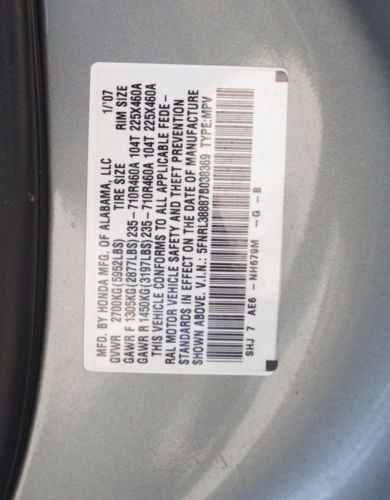 MFD. BY HONDA MFG. OF ALABAMA, LLC 1/'07
TIRE SIZE RIM SIZE
GVWR 2700KG(5952LBS)
GAWR F 1305KG(2877LBS)235-710R460A 104T 225X460A
GAWR R 1450KG(3197LBS)235-710R460A 104T 225X460A
THIS VEHICLE CONFORMS TO ALL APPLICABLE FEDE-
RAL MOTOR VEHICLE SAFETY AND THEFT PREVENTION
STANDARDS IN EFFECT ON THE DATE OF MANUFACTURE
SHOWN ABOVE. V.I.N.: 5FNRL38887B038369 TYPE:MPV
SHJ 7 AE6 -NH676M -G -B